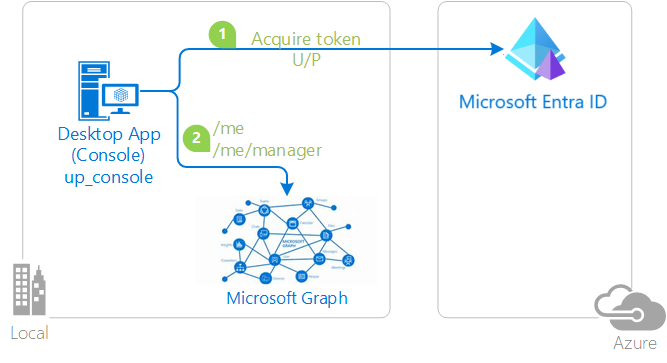 1
Acquire token
U/P
Microsoft Entra ID
Desktop App
(Console)
up_console
2
/me
/me/manager
MICROSOFT
GRAPH
Microsoft Graph
Local
Azure